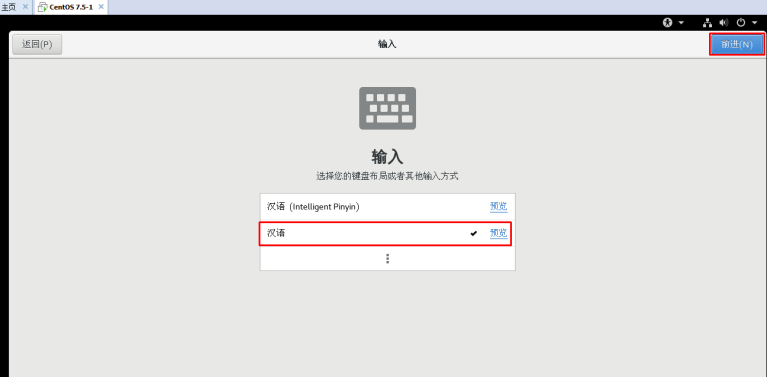 主页
CentOS 7.5-1
返回(P)
输入
前进(N)
输入
选择您的键盘布局或者其他输入方式
汉语 (Intelligent Pinyin)
预览
汉语
预览